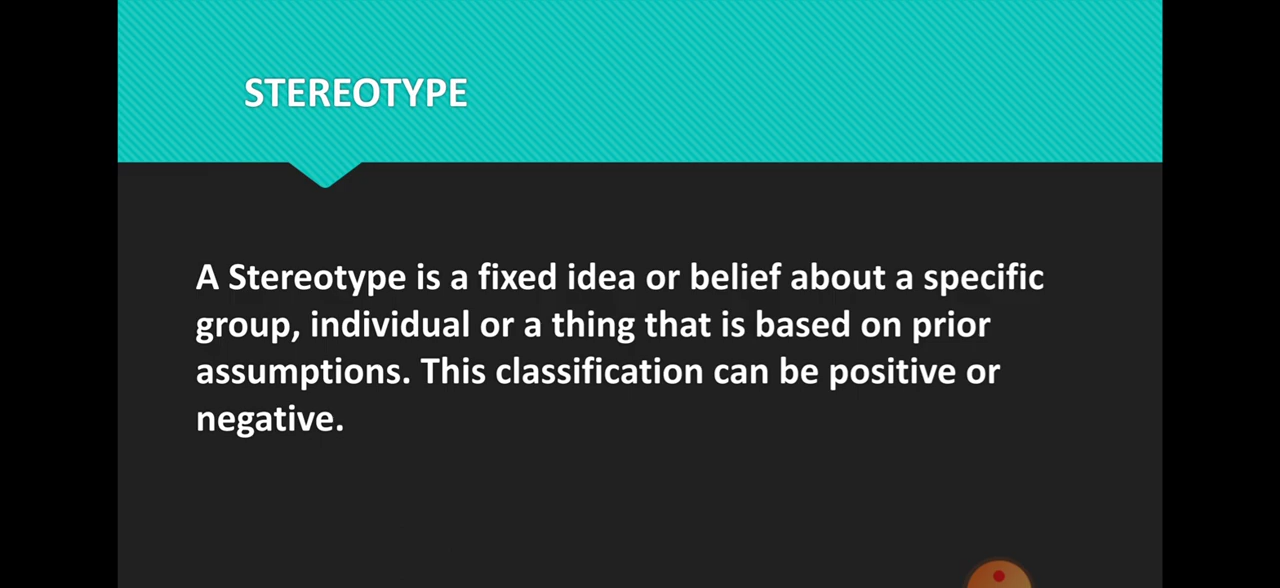 STEREOTYPE
A Stereotype is a fixed idea or belief about a specific
group, individual or a thing that is based on prior
assumptions. This classification can be positive or
negative.